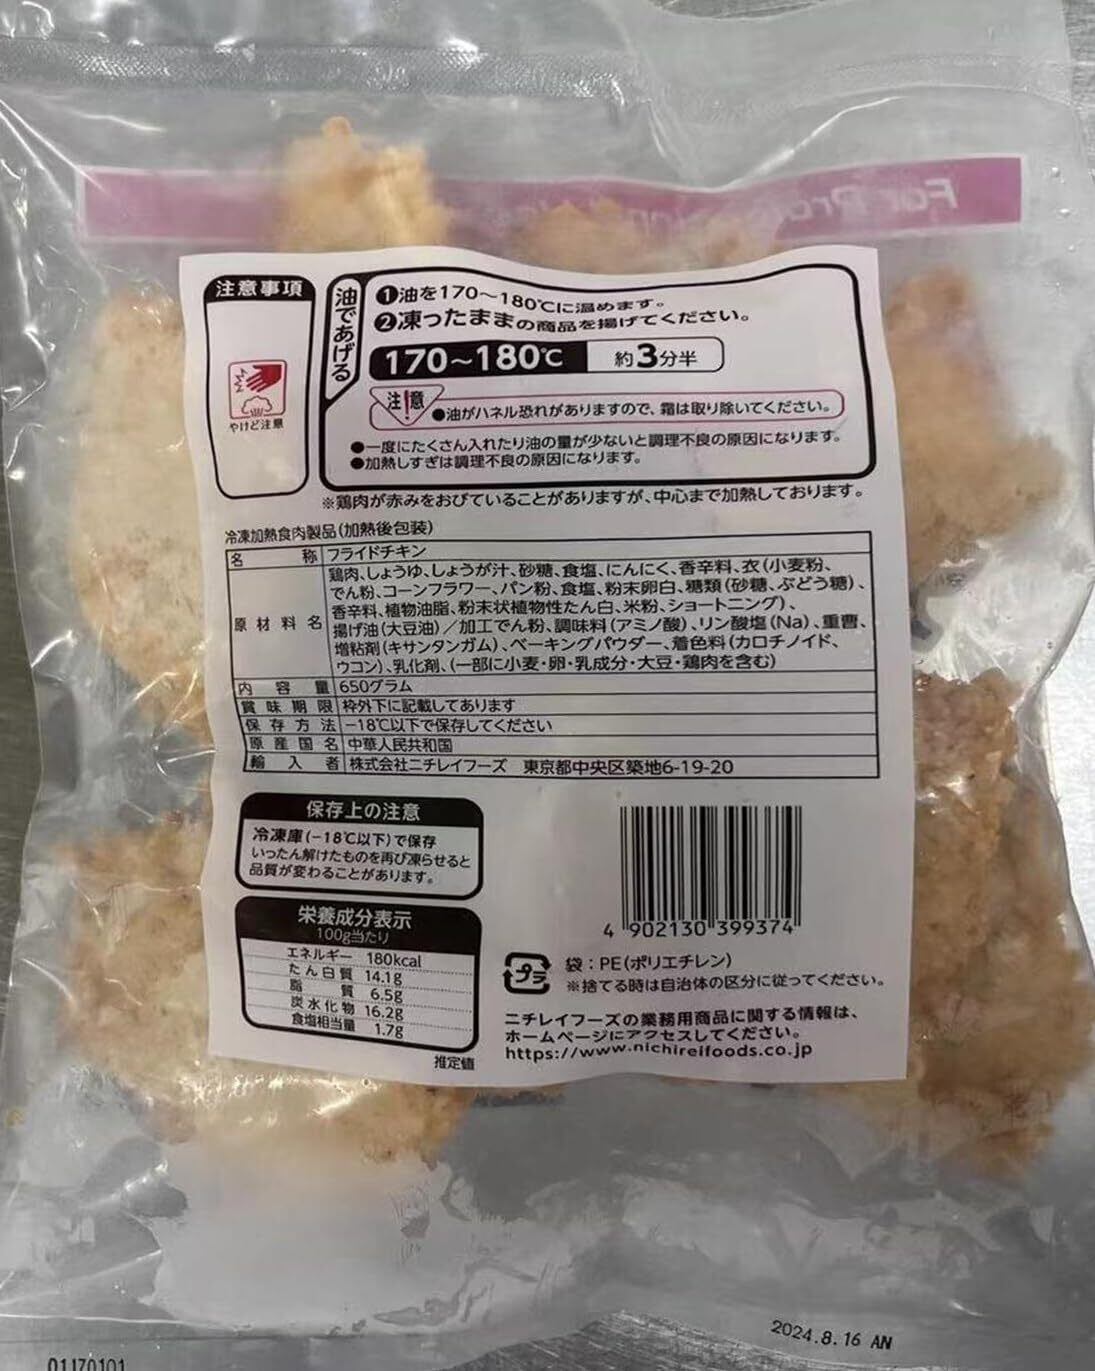 For Pro
注意事項
やけど注意
油であげる
❶油を170〜180℃に温めます。
❷凍ったままの商品を揚げてください。
170〜180℃ 約3分半
注!意
●油がハネル恐れがありますので、霜は取り除いてください。
●一度にたくさん入れたり油の量が少ないと調理不良の原因になります。
●加熱しすぎは調理不良の原因になります。
※鶏肉が赤みをおびていることがありますが、中心まで加熱しております。
冷凍加熱食肉製品(加熱後包装)
名称 フライドチキン
原材料名 鶏肉、しょうゆ、しょうが汁、砂糖、食塩、にんにく、香辛料、衣(小麦粉、
でん粉、コーンフラワー、パン粉、食塩、粉末卵白、糖類(砂糖、ぶどう糖)、
香辛料、植物油脂、粉末状植物性たん白、米粉、ショートニング)、
揚げ油(大豆油)/加工でん粉、調味料(アミノ酸)、リン酸塩(Na)、重曹、
増粘剤(キサンタンガム)、ベーキングパウダー、着色料(カロチノイド、
ウコン)、乳化剤、(一部に小麦・卵・乳成分・大豆・鶏肉を含む)
内容量 650グラム
賞味期限 枠外下に記載してあります
保存方法 −18℃以下で保存してください
原産国名 中華人民共和国
輸入者 株式会社ニチレイフーズ 東京都中央区築地6-19-20
保存上の注意
冷凍庫(−18℃以下)で保存
いったん解けたものを再び凍らせると
品質が変わることがあります。
栄養成分表示
100g当たり
エネルギー 180kcal
たん白質 14.1g
脂質 6.5g
炭水化物 16.2g
食塩相当量 1.7g
推定値
4 902130 399374
プラ
袋：PE(ポリエチレン)
※捨てる時は自治体の区分に従ってください。
ニチレイフーズの業務用商品に関する情報は、
ホームページにアクセスしてください。
https://www.nichireifoods.co.jp
2024.8.16 AN
01170101